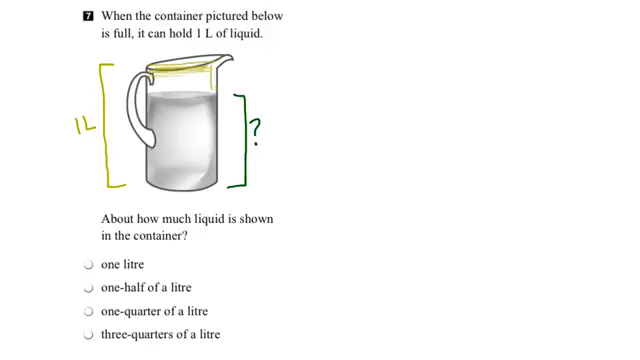 7 When the container pictured below
is full, it can hold 1 L of liquid.
1L
?
About how much liquid is shown
in the container?
one litre
one-half of a litre
one-quarter of a litre
three-quarters of a litre